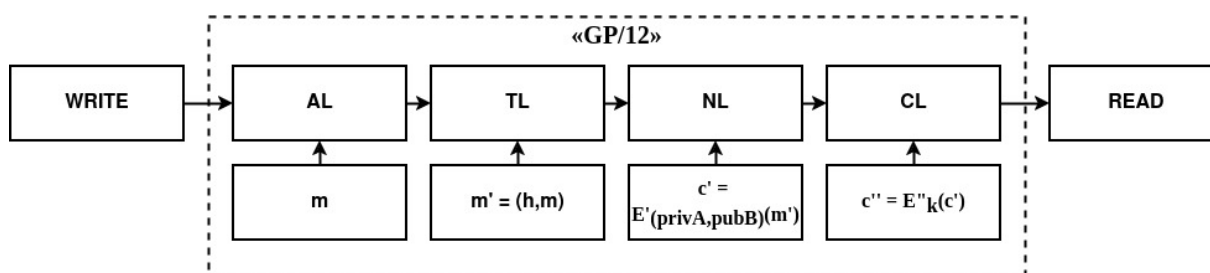 «GP/12»
WRITE
AL
TL
NL
CL
READ
m
m' = (h,m)
c' =
E'(privA,pubB)(m')
c'' = E"k(c')